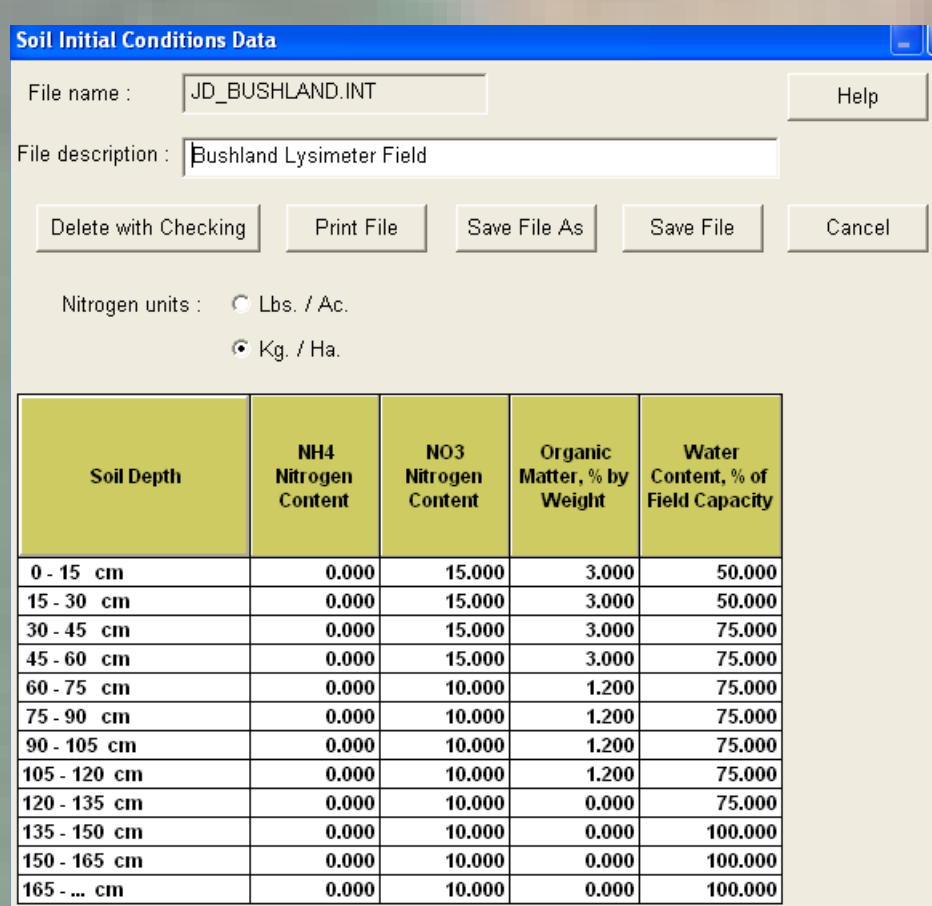 Soil Initial Conditions Data
File name : JD_BUSHLAND.INT Help
File description : Bushland Lysimeter Field
Delete with Checking Print File Save File As Save File Cancel
Nitrogen units : Lbs. / Ac.
Kg. / Ha.
Soil Depth NH4 Nitrogen Content NO3 Nitrogen Content Organic Matter, % by Weight Water Content, % of Field Capacity
0 - 15 cm 0.000 15.000 3.000 50.000
15 - 30 cm 0.000 15.000 3.000 50.000
30 - 45 cm 0.000 15.000 3.000 75.000
45 - 60 cm 0.000 15.000 3.000 75.000
60 - 75 cm 0.000 10.000 1.200 75.000
75 - 90 cm 0.000 10.000 1.200 75.000
90 - 105 cm 0.000 10.000 1.200 75.000
105 - 120 cm 0.000 10.000 1.200 75.000
120 - 135 cm 0.000 10.000 0.000 75.000
135 - 150 cm 0.000 10.000 0.000 100.000
150 - 165 cm 0.000 10.000 0.000 100.000
165 - ... cm 0.000 10.000 0.000 100.000